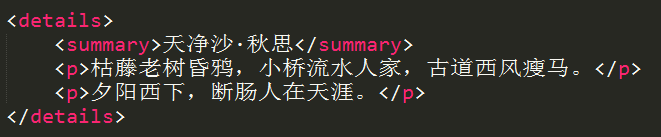 <details>
<summary>天净沙·秋思</summary>
<p>枯藤老树昏鸦，小桥流水人家，古道西风瘦马。</p>
<p>夕阳西下，断肠人在天涯。</p>
</details>